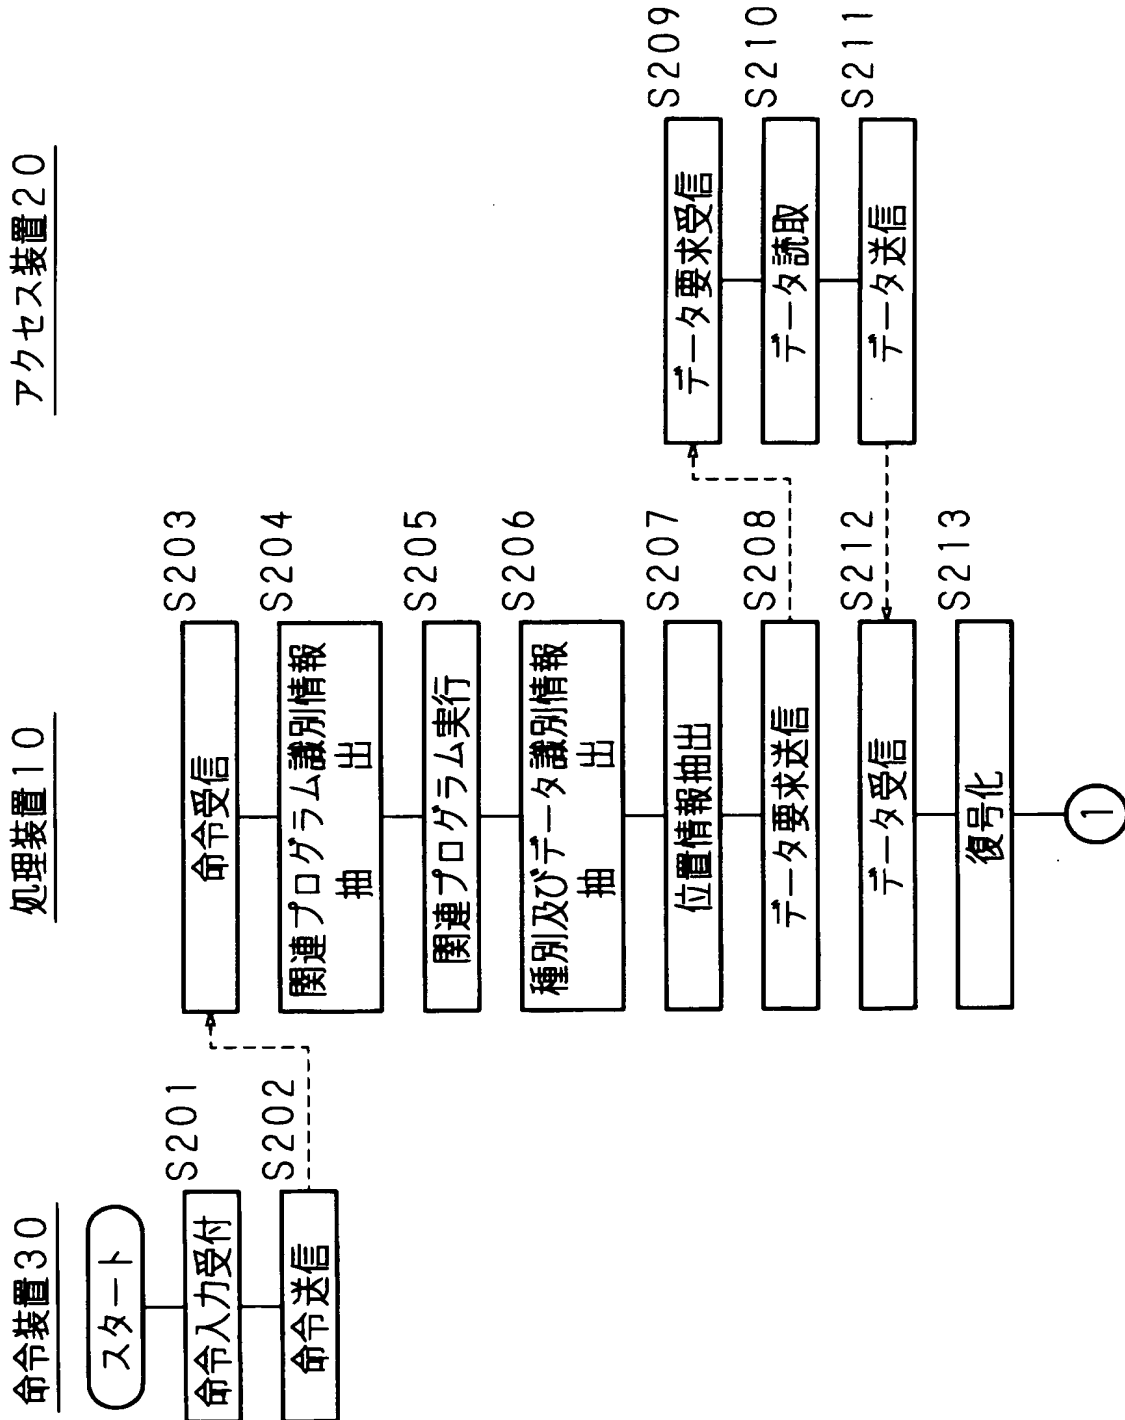 命令装置30
処理装置10
アクセス装置20
スタート
命令入力受付
S201
命令送信
S202
命令受信
S203
関連プログラム識別情報
抽　　　出
S204
関連プログラム実行
S205
種別及びデータ識別情報
抽　　　出
S206
位置情報抽出
S207
データ要求送信
S208
データ要求受信
S209
データ読取
S210
データ送信
S211
データ受信
S212
復号化
S213
1